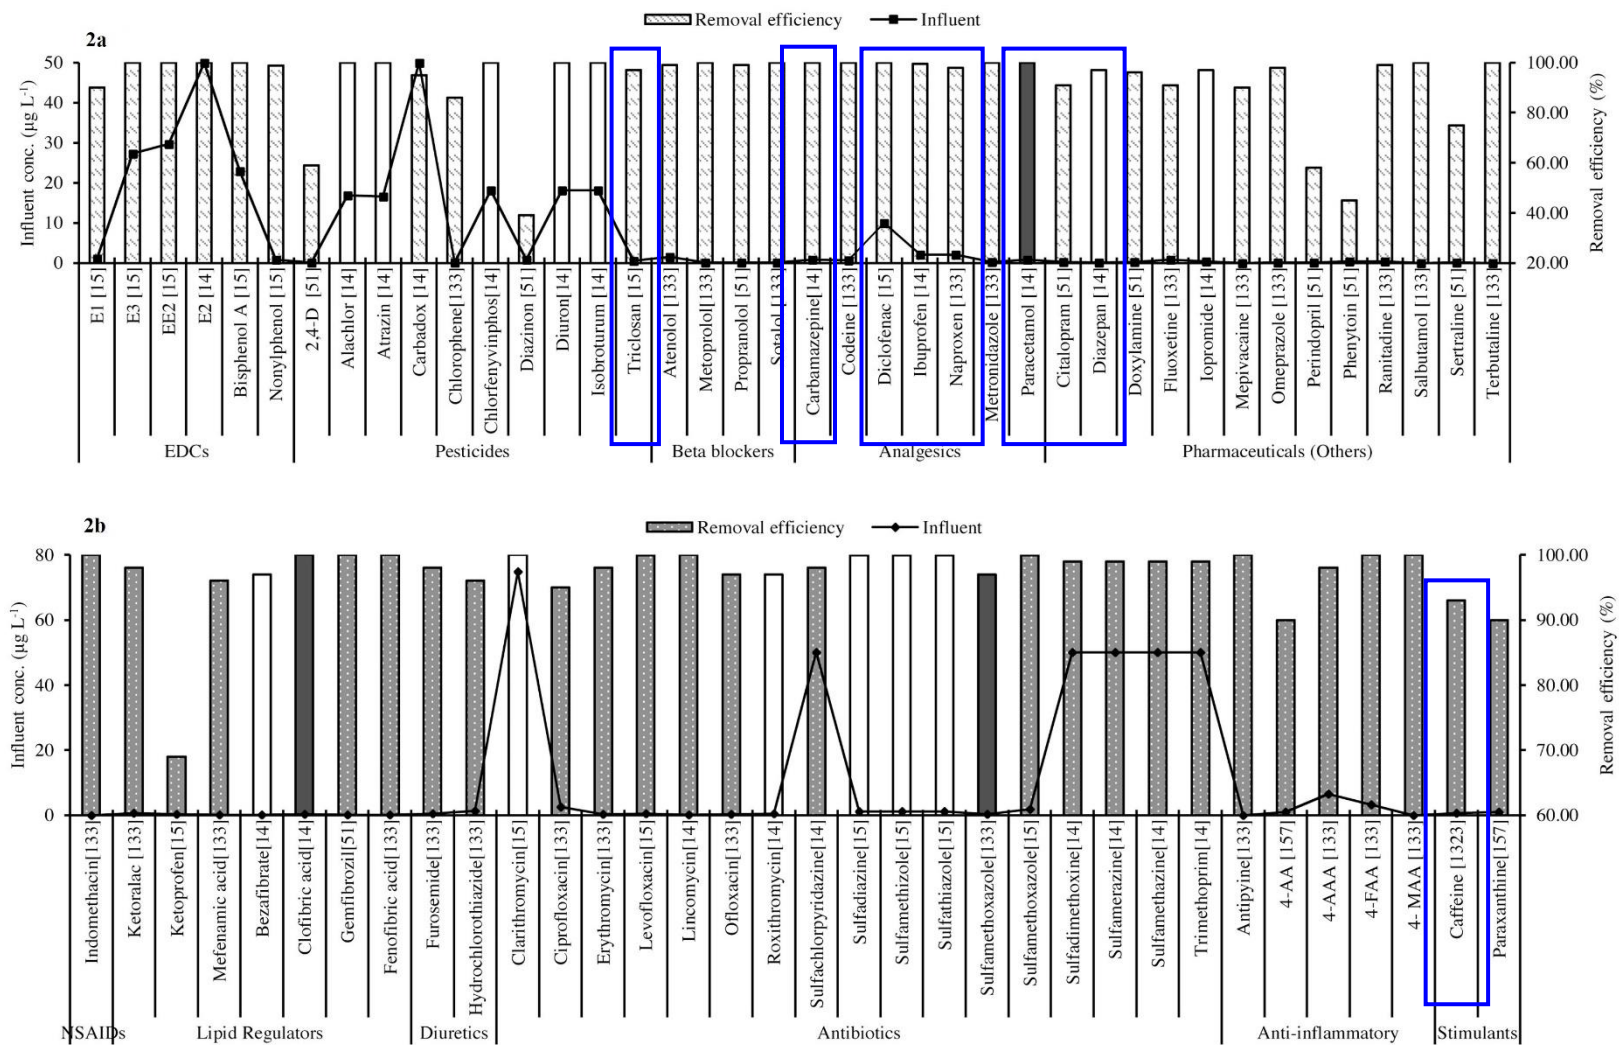 Removal efficiency Influent
2a
Influent conc. (µg L-1)
50
40
30
20
10
0
100.00
80.00
60.00
40.00
20.00
Removal efficiency (%)
E1 [15]
E3 [15]
EE2 [15]
E2 [14]
Bisphenol A [15]
Nonylphenol [15]
2,4-D [51]
Alachlor [14]
Atrazin [14]
Carbadox [14]
Chlorophene[133]
Chlorfenyvinphos[14]
Diazinon [51]
Diuron [14]
Isobroturum [14]
Triclosan [15]
Atenolol [133]
Metoprolol [133
Propranolol [51]
Sotalol [133
Carbamazepine[14]
Codeine [133]
Diclofenac [15]
Ibuprofen [14]
Naproxen [133]
Metronidazole [133]
Paracetamol [14]
Citalopram [51]
Diazepan [14]
Doxylamine [51]
Fluoxetine [133]
Iopromide [14]
Mepivacaine [133]
Omeprazole [133]
Perindopril [51]
Phenytoin [51]
Ranitadine [133]
Salbutanol [133]
Sertraline [51]
Terbutaline [133]
EDCs Pesticides Beta blockers Analgesics Pharmaceuticals (Others)
2b
Removal efficiency Influent
Influent conc. (µg L-1)
80
60
40
20
0
100.00
90.00
80.00
70.00
60.00
Removal efficiency (%)
Indomethacin[133]
Ketoralac [133]
Ketoprofen[15]
Mefenamic acid[133]
Bezafibrate[14]
Clofibric acid[14]
Gemfibrozil[51]
Fenofibric acid[133]
Furosemide[133]
Hydrochlorothiazide[133]
Clarithromycin[15]
Ciprofloxacin[133]
Erythromycin[133]
Levofloxacin[15]
Lincomycin[14]
Ofloxacin[133]
Roxithromycin[14]
Sulfachlorpyridazine[14]
Sulfadiazine[15]
Sulfamethizole[15]
Sulfathiazole[15]
Sulfamethoxazole[133]
Sulfamethoxazole[15]
Sulfadimethoxine[14]
Sulfamerazine[14]
Sulfamethazine[14]
Trimethoprim[14]
Antipyine[133]
4-AA [157]
4-AAA [133]
4-FAA [133]
4- MAA [133]
Caffeine [1323]
Paraxanthine[157]
NSAIDs Lipid Regulators Diuretics Antibiotics Anti-inflammatory Stimulants